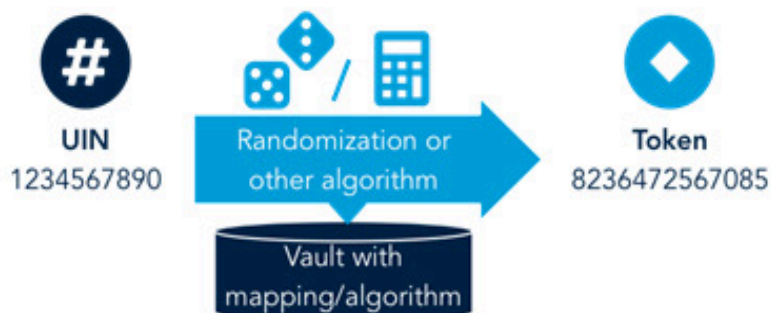 #
/
UIN
1234567890
Randomization or
other algorithm
Token
8236472567085
Vault with
mapping/algorithm